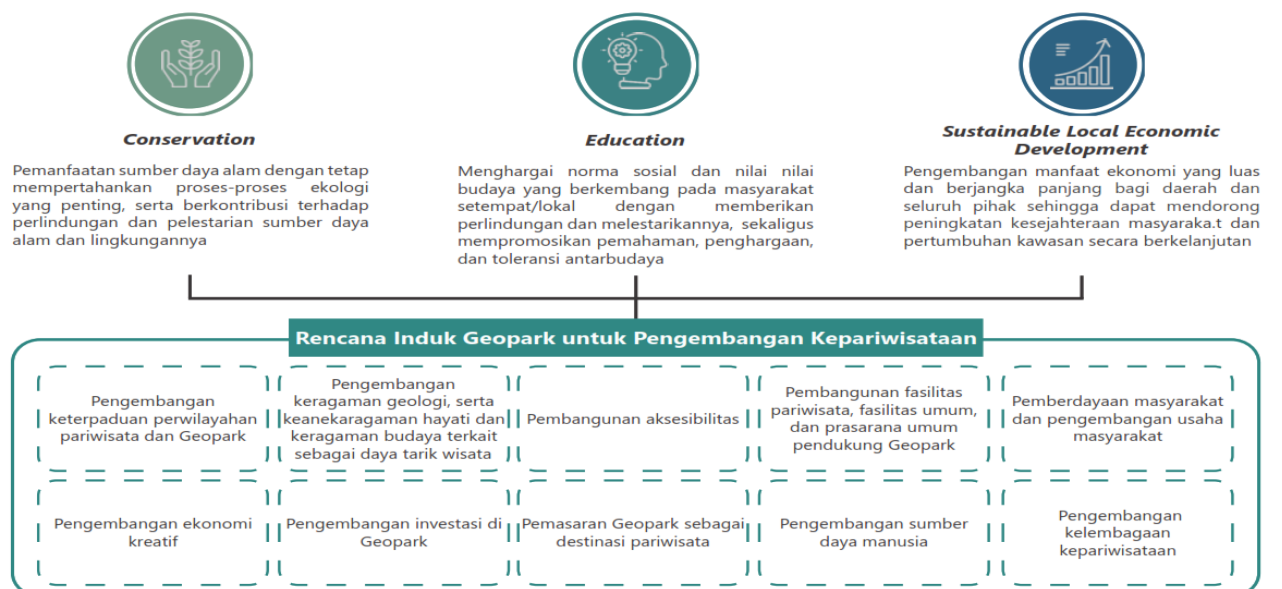 Conservation
Pemanfaatan sumber daya alam dengan tetap
mempertahankan proses-proses ekologi
yang penting, serta berkontribusi terhadap
perlindungan dan pelestarian sumber daya
alam dan lingkungannya
Education
Menghargai norma sosial dan nilai nilai
budaya yang berkembang pada masyarakat
setempat/lokal dengan memberikan
perlindungan dan melestarikannya, sekaligus
mempromosikan pemahaman, penghargaan,
dan toleransi antarbudaya
Sustainable Local Economic
Development
Pengembangan manfaat ekonomi yang luas
dan berjangka panjang bagi daerah dan
seluruh pihak sehingga dapat mendorong
peningkatan kesejahteraan masyaraka.t dan
pertumbuhan kawasan secara berkelanjutan
Rencana Induk Geopark untuk Pengembangan Kepariwisataan
Pengembangan
keterpaduan perwilayahan
pariwisata dan Geopark
Pengembangan
keragaman geologi, serta
keanekaragaman hayati dan
keragaman budaya terkait
sebagai daya tarik wisata
Pembangunan aksesibilitas
Pembangunan fasilitas
pariwisata, fasilitas umum,
dan prasarana umum
pendukung Geopark
Pemberdayaan masyarakat
dan pengembangan usaha
masyarakat
Pengembangan ekonomi
kreatif
Pengembangan investasi di
Geopark
Pemasaran Geopark sebagai
destinasi pariwisata
Pengembangan sumber
daya manusia
Pengembangan
kelembagaan
kepariwisataan